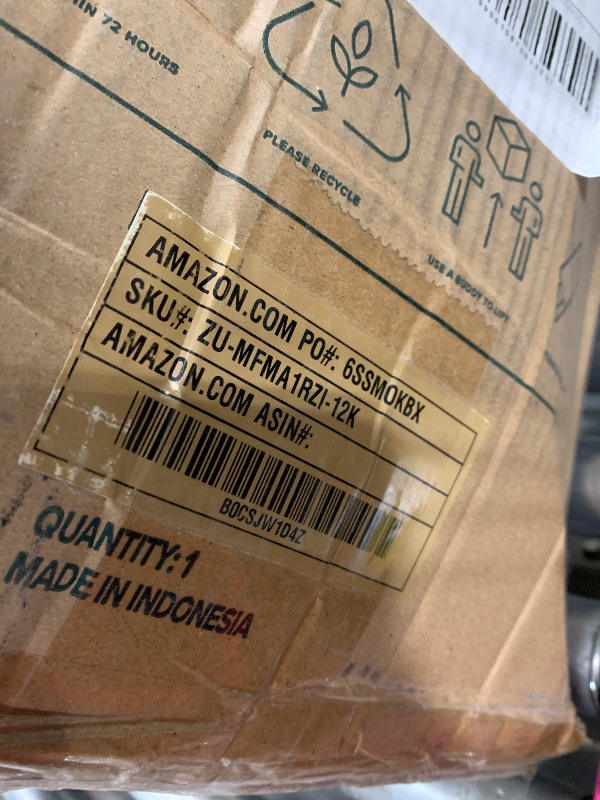 IN 72 HOURS
PLEASE RECYCLE
USE A BUDDY TO LIFT
AMAZON.COM PO#: 6SSMOKBX
SKU#: ZU-MFMA1RZI-12K
AMAZON.COM ASIN#:
B0CSJW1D4Z
QUANTITY: 1
MADE IN INDONESIA